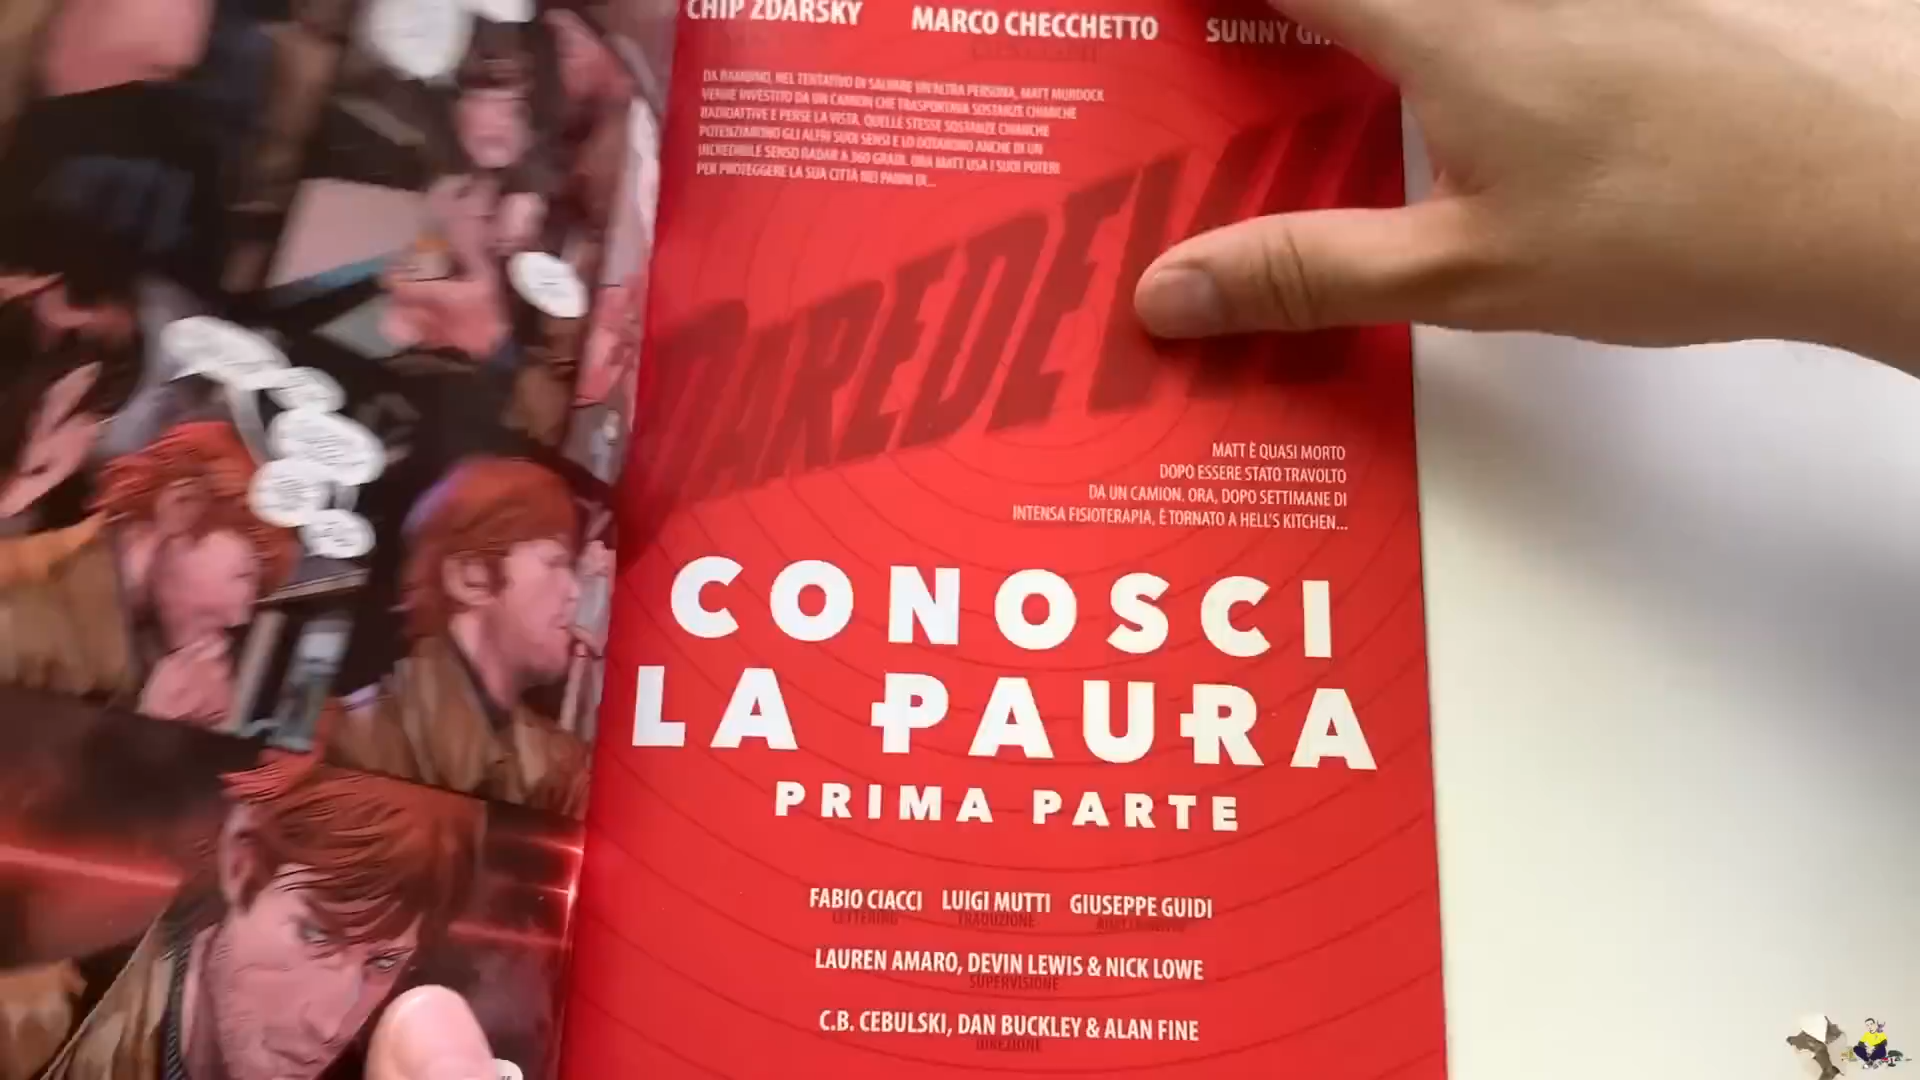 CHIP ZDARSKY MARCO CHECCHETTO SUNNY
DA BAMBINO, NEL TENTATIVO DI SALVARE UN'ALTRA PERSONA, MATT MURDOCK
VENNE INVESTITO DA UN CAMION CHE TRASPORTAVA SOSTANZE CHIMICHE
RADIOATTIVE E PERSE LA VISTA. QUELLE STESSE SOSTANZE CHIMICHE
POTENZIARONO GLI ALTRI SUOI SENSI E LO DOTARONO ANCHE DI UN
INCREDIBILE SENSO RADAR A 360 GRADI. ORA MATT USA I SUOI POTERI
PER PROTEGGERE LA SUA CITTÀ NEI PANNI DI...
MATT È QUASI MORTO
DOPO ESSERE STATO TRAVOLTO
DA UN CAMION. ORA, DOPO SETTIMANE DI
INTENSA FISIOTERAPIA, È TORNATO A HELL'S KITCHEN...
CONOSCI
LA PAURA
PRIMA PARTE
FABIO CIACCI LUIGI MUTTI GIUSEPPE GUIDI
LETTERING TRADUZIONE
LAUREN AMARO, DEVIN LEWIS & NICK LOWE
SUPERVISIONE
C.B. CEBULSKI, DAN BUCKLEY & ALAN FINE
DIREZIONE